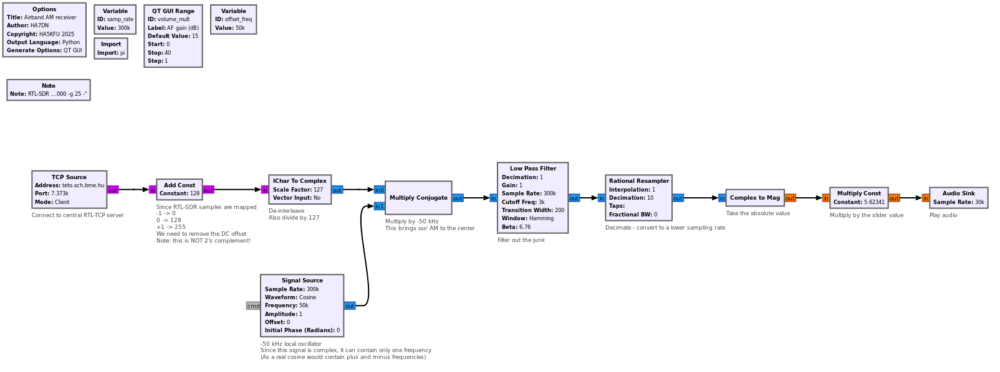 Options
Title: Airband AM receiver
Author: HA7DN
Copyright: HA5KFU 2025
Output Language: Python
Generate Options: QT GUI
Variable
ID: samp_rate
Value: 300k
Import
Import: pi
QT GUI Range
ID: volume_mult
Label: AF gain (dB)
Default Value: 15
Start: 0
Stop: 40
Step: 1
Variable
ID: offset_freq
Value: 50k
Note
Note: RTL-SDR ...000 -g 25 -"
TCP Source
Address: teto.sch.bme.hu
Port: 7.373k
Mode: Client
out
Connect to central RTL-TCP server
in
Add Const
Constant: 128
out
Since RTL-SDR samples are mapped
-1 -> 0
0 -> 128
+1 -> 255
We need to remove the DC offset
Note: this is NOT 2's complement!
in
IChar To Complex
Scale Factor: 127
Vector Input: No
out
De-interleave
Also divide by 127
in0
in1
Multiply Conjugate
out
Multiply by -50 kHz
This brings our AM to the center
in
Low Pass Filter
Decimation: 1
Gain: 1
Sample Rate: 300k
Cutoff Freq: 3k
Transition Width: 200
Window: Hamming
Beta: 6.76
out
Filter out the junk
in
Rational Resampler
Interpolation: 1
Decimation: 10
Taps:
Fractional BW: 0
out
Decimate - convert to a lower sampling rate
in
Complex to Mag
out
Take the absolute value
in
Multiply Const
Constant: 5.62341
out
Multiply by the slider value
in
Audio Sink
Sample Rate: 30k
Play audio
cmd
Signal Source
Sample Rate: 300k
Waveform: Cosine
Frequency: 50k
Amplitude: 1
Offset: 0
Initial Phase (Radians): 0
out
-50 kHz local oscillator
Since this signal is complex, it can contain only one frequency
(As a real cosine would contain plus and minus frequencies)